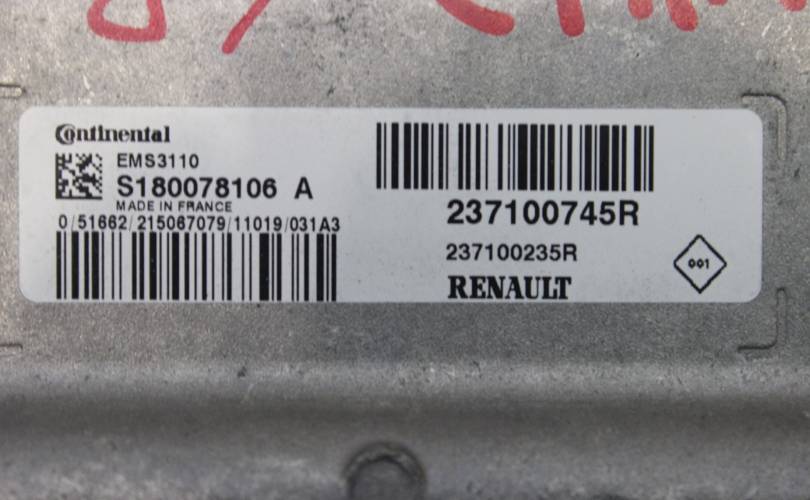 Continental
EMS3110
S180078106 A
MADE IN FRANCE
0/51662/215067079/11019/031A3
237100745R
237100235R
RENAULT
001